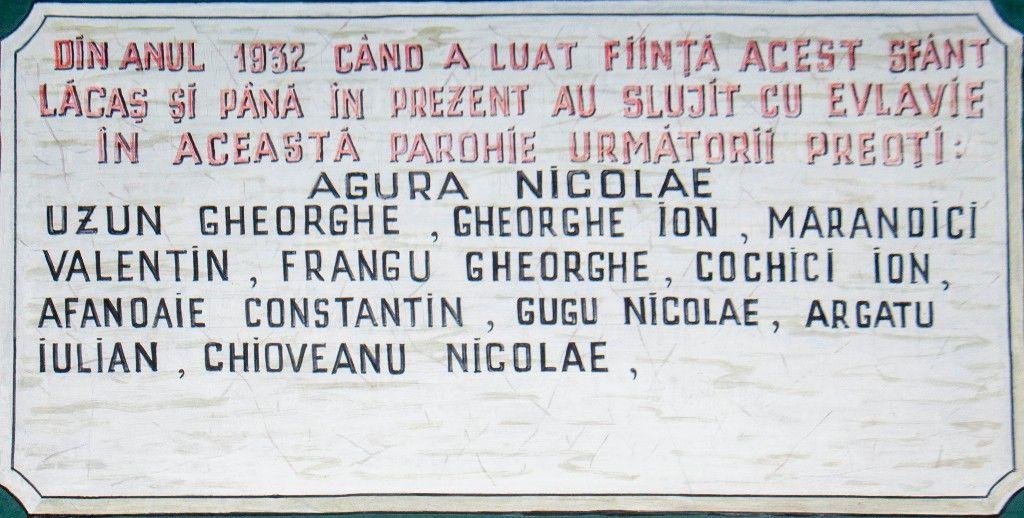 DIN ANUL 1932 CÂND A LUAT FIINȚĂ ACEST SFÂNT
LĂCAȘ ȘI PÂNĂ IN PREZENT AU SLUJIT CU EVLAVIE
ÎN ACEASTĂ PAROHIE URMĂTORII PREOȚI:
AGURA NICOLAE
UZUN GHEORGHE , GHEORGHE ION , MARANDICI
VALENTIN , FRANGU GHEORGHE , COCHICI ION ,
AFANOAIE CONSTANTIN , GUGU NICOLAE , ARGATU
IULIAN , CHIOVEANU NICOLAE ,